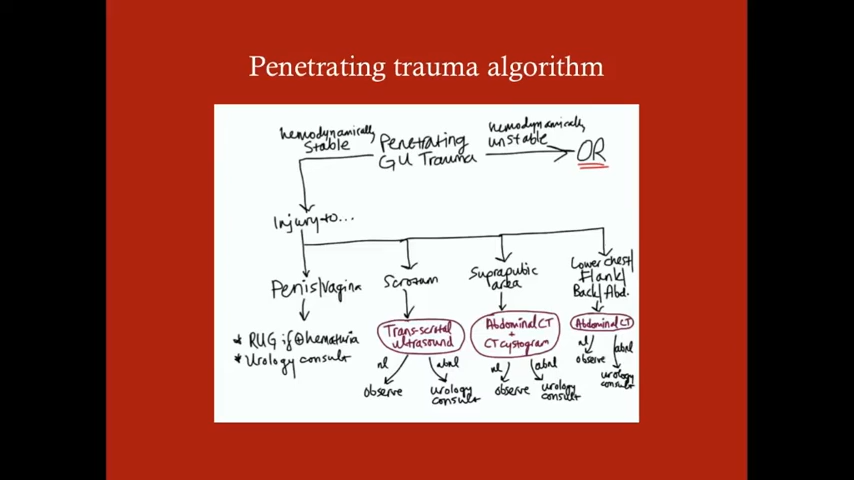 Penetrating trauma algorithm
hemodynamically
stable
Penetrating
GU Trauma
hemodynamically
unstable
OR
Injury to...
Penis/Vagina
* RUG if ⊕ hematuria
* Urology consult
Scrotum
Trans-scrotal
ultrasound
nl
abnl
observe
urology
consult
Suprapubic
area
Abdominal CT
+
CT cystogram
nl
abnl
observe
urology
consult
Lower chest/
Flank/
Back/Abd.
Abdominal CT
nl
abnl
observe
urology
consult